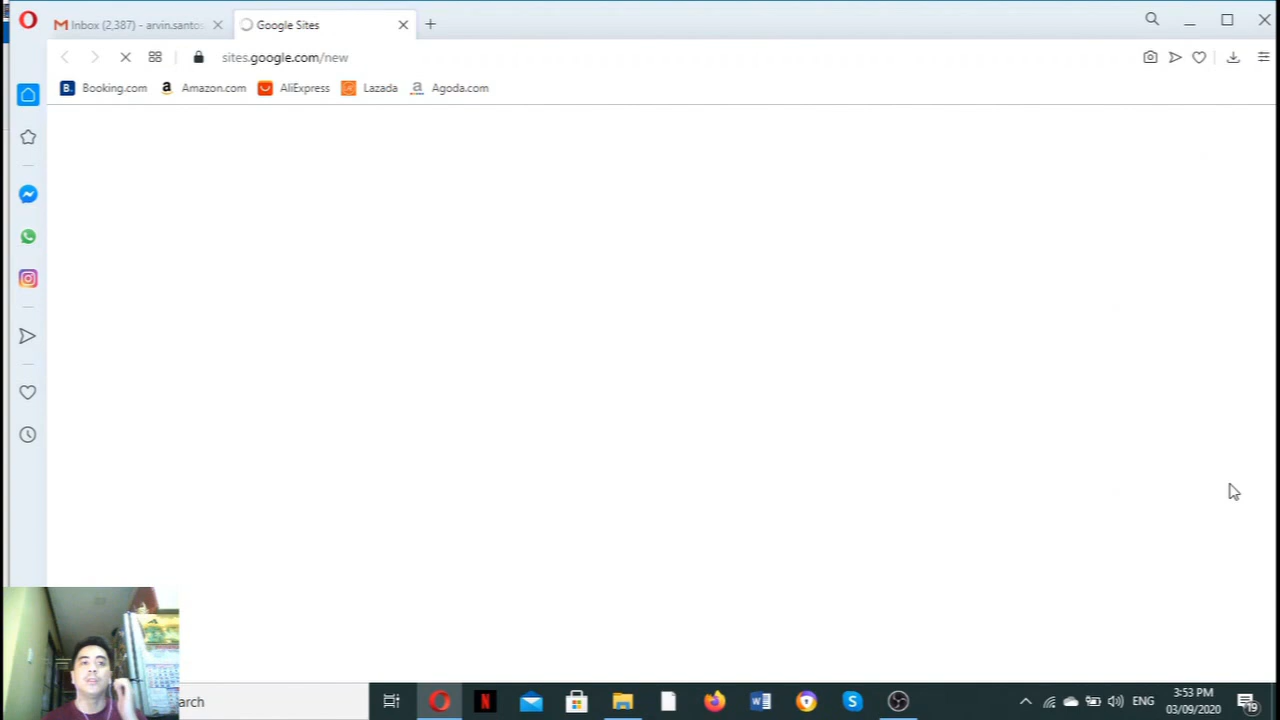 Inbox (2,387) - arvin.santos
Google Sites
sites.google.com/new
B. Booking.com
a Amazon.com
AliExpress
Lazada
a Agoda.com
arch
N
W
S
ENG
3:53 PM
03/09/2020
19